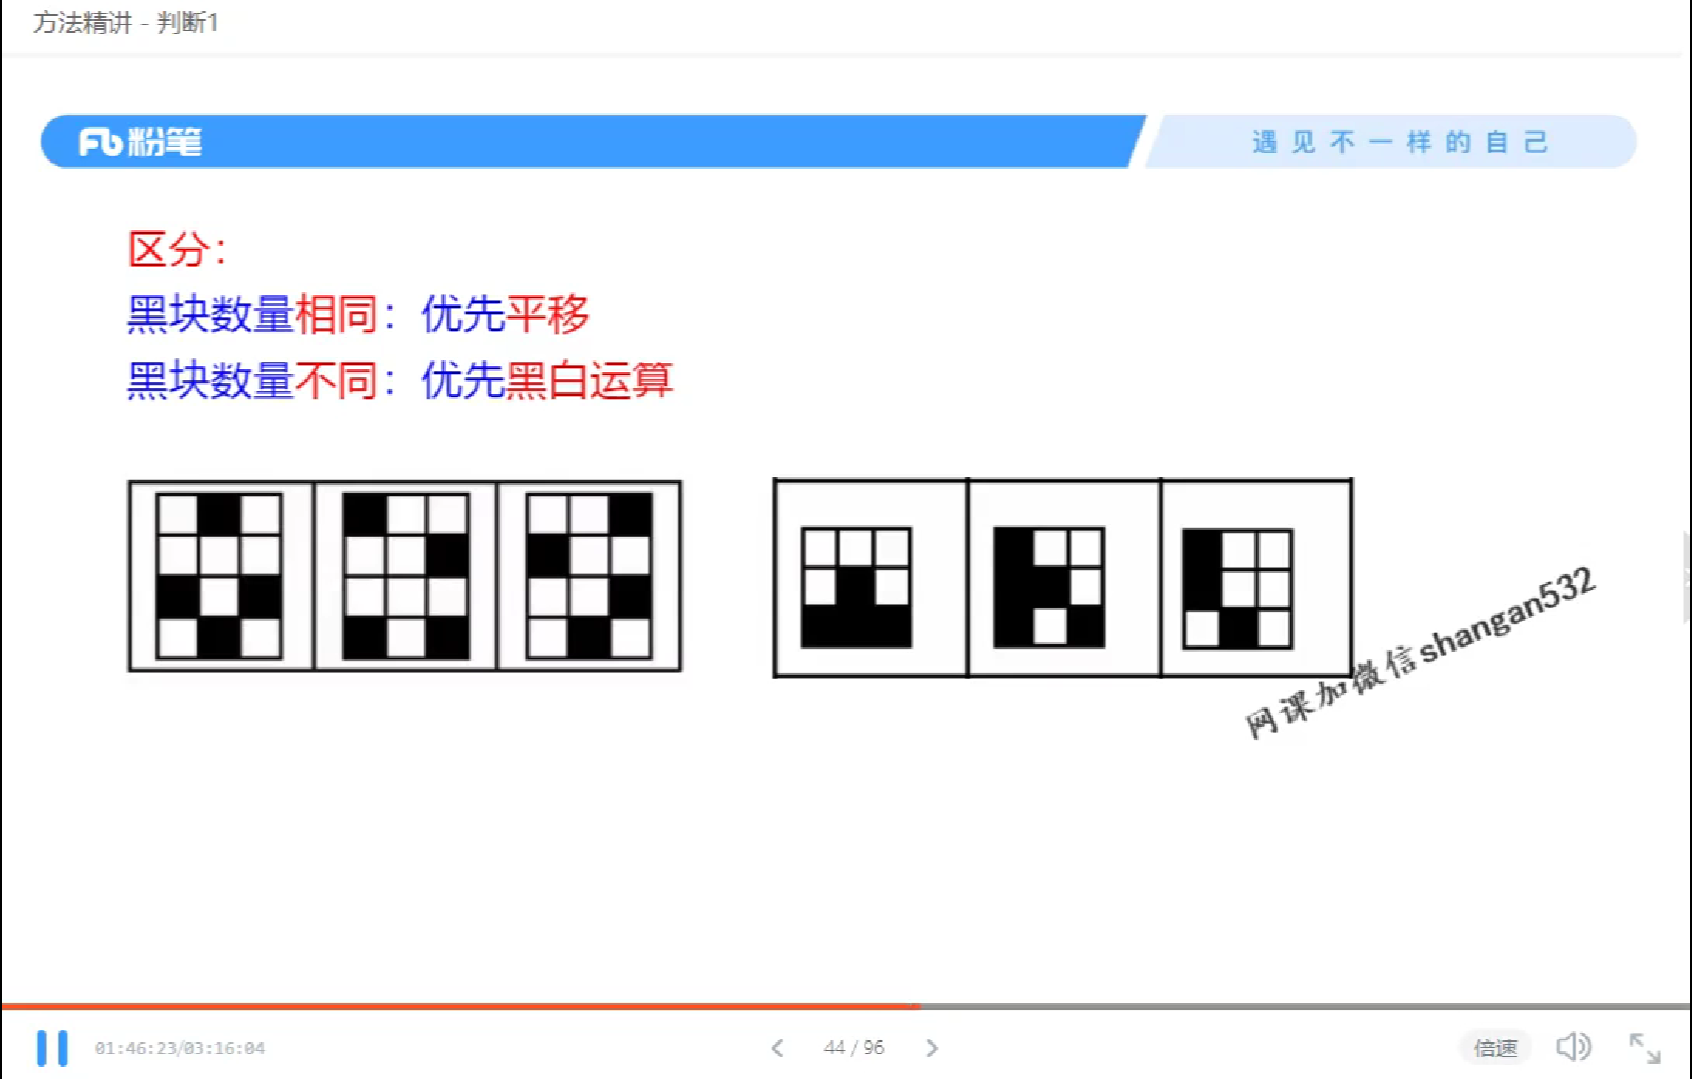 方法精讲 - 判断1
Fb粉笔
遇见不一样的自己
区分：
黑块数量相同：优先平移
黑块数量不同：优先黑白运算
网课加微信shangan532
01:46:23/03:16:04
44 / 96
倍速